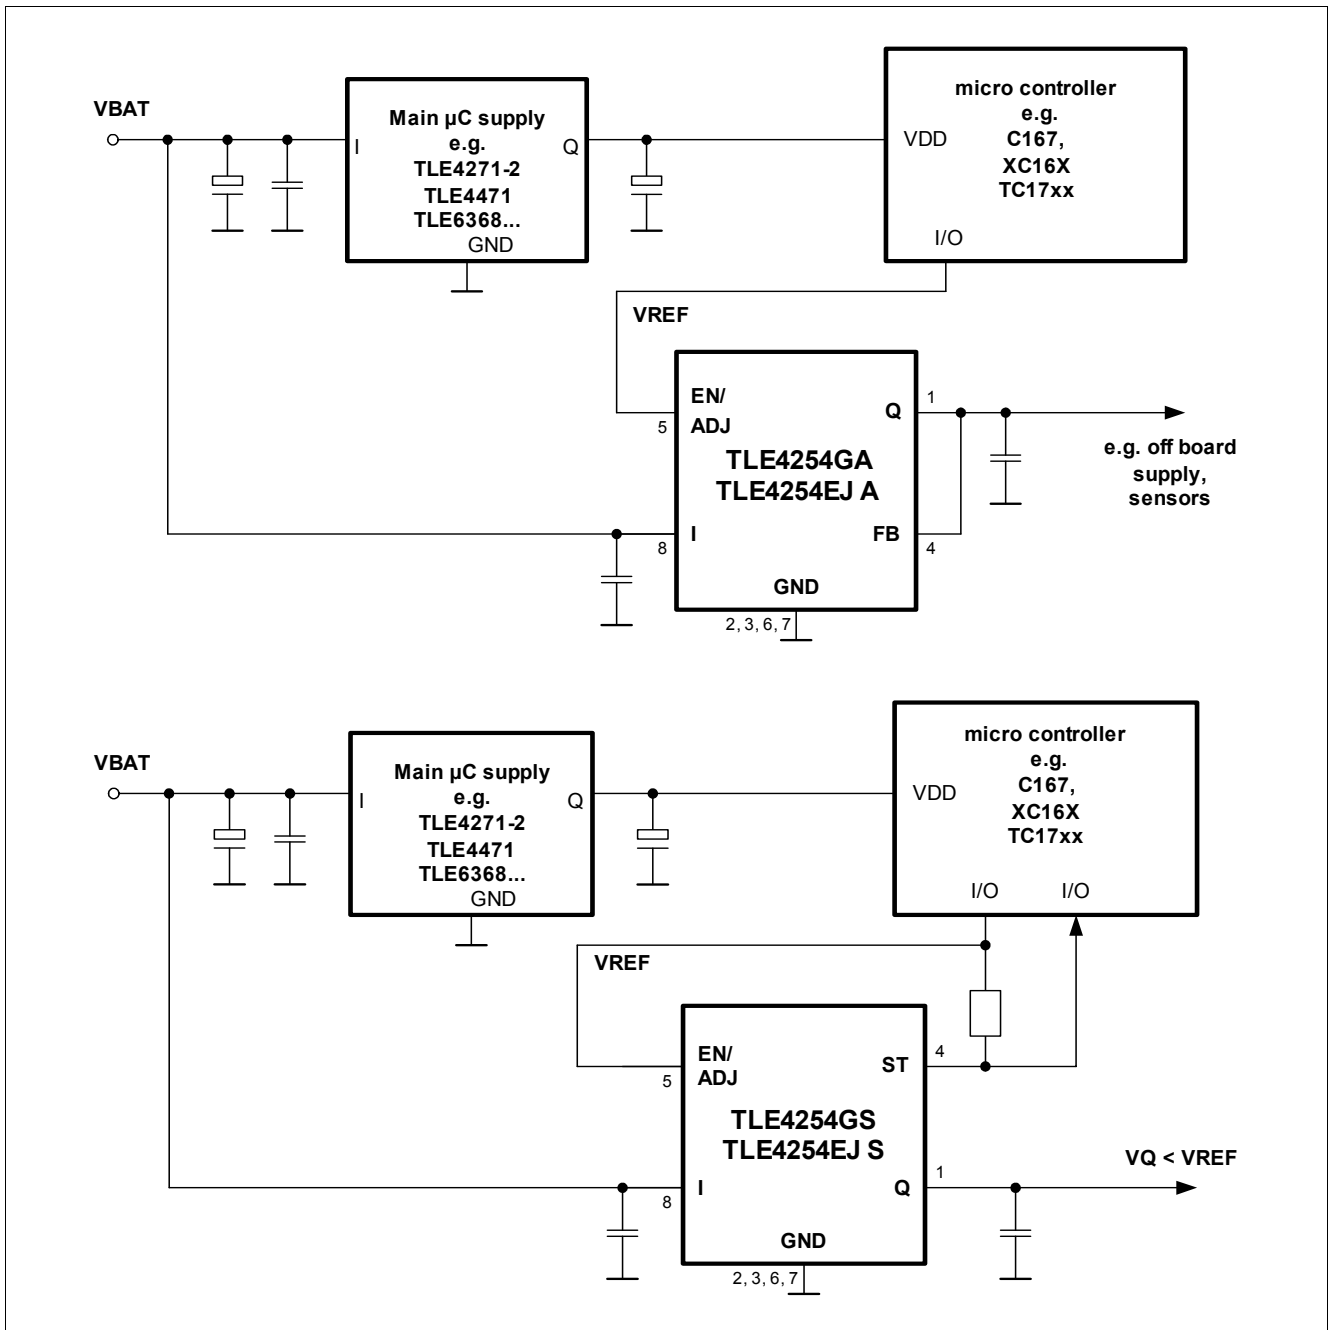 VBAT
I
Main µC supply
e.g.
TLE4271-2
TLE4471
TLE6368...
GND
Q
micro controller
e.g.
C167,
XC16X
TC17xx
VDD
I/O
VREF
EN/
ADJ
5
Q
1
TLE4254GA
TLE4254EJ A
I
8
FB
4
GND
2, 3, 6, 7
e.g. off board
supply,
sensors
VBAT
I
Main µC supply
e.g.
TLE4271-2
TLE4471
TLE6368...
GND
Q
micro controller
e.g.
C167,
XC16X
TC17xx
VDD
I/O
I/O
VREF
EN/
ADJ
5
ST
4
TLE4254GS
TLE4254EJ S
I
8
Q
1
GND
2, 3, 6, 7
VQ < VREF